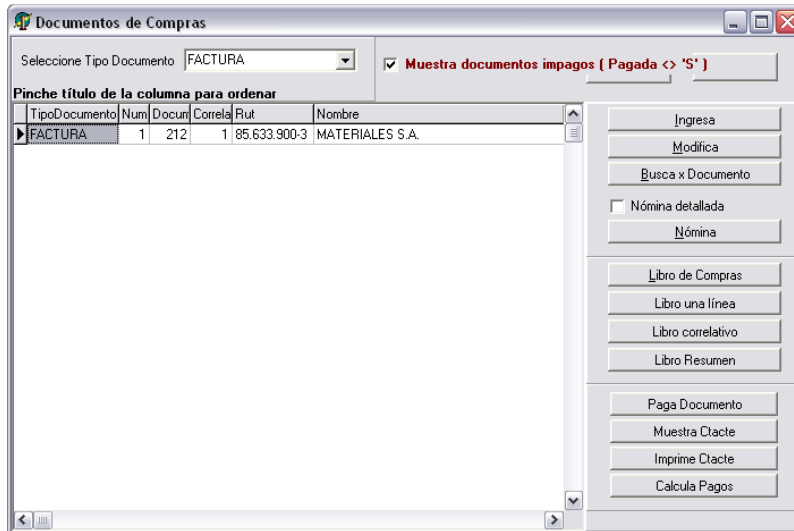 Documentos de Compras
Seleccione Tipo Documento FACTURA
Muestra documentos impagos ( Pagada <> 'S' )
Pinche título de la columna para ordenar
TipoDocumento Num Docum Correla Rut Nombre
FACTURA 1 212 1 85.633.900-3 MATERIALES S.A.
Ingresa
Modifica
Busca x Documento
Nómina detallada
Nómina
Libro de Compras
Libro una línea
Libro correlativo
Libro Resumen
Paga Documento
Muestra Ctacte
Imprime Ctacte
Calcula Pagos